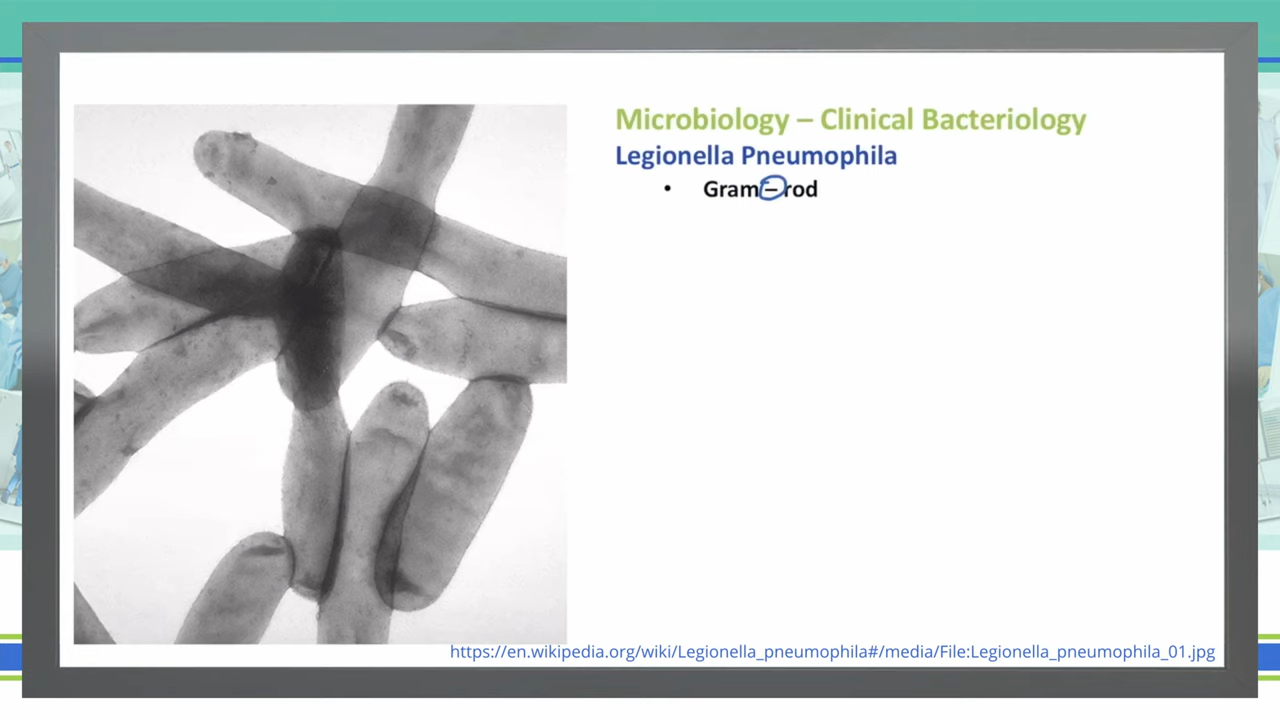 Microbiology – Clinical Bacteriology
Legionella Pneumophila
• Gram – rod
https://en.wikipedia.org/wiki/Legionella_pneumophila#/media/File:Legionella_pneumophila_01.jpg